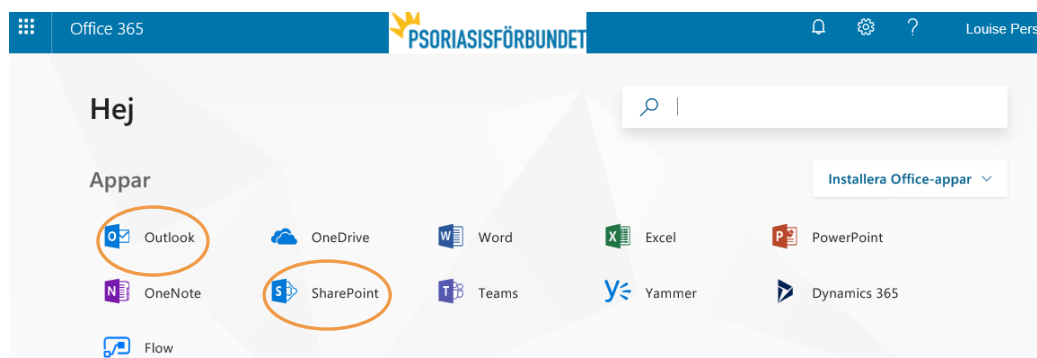 Office 365
PSORIASISFÖRBUNDET
Louise Pers
Hej
Appar
Installera Office-appar
Outlook OneDrive Word Excel PowerPoint
OneNote SharePoint Teams Yammer Dynamics 365
Flow